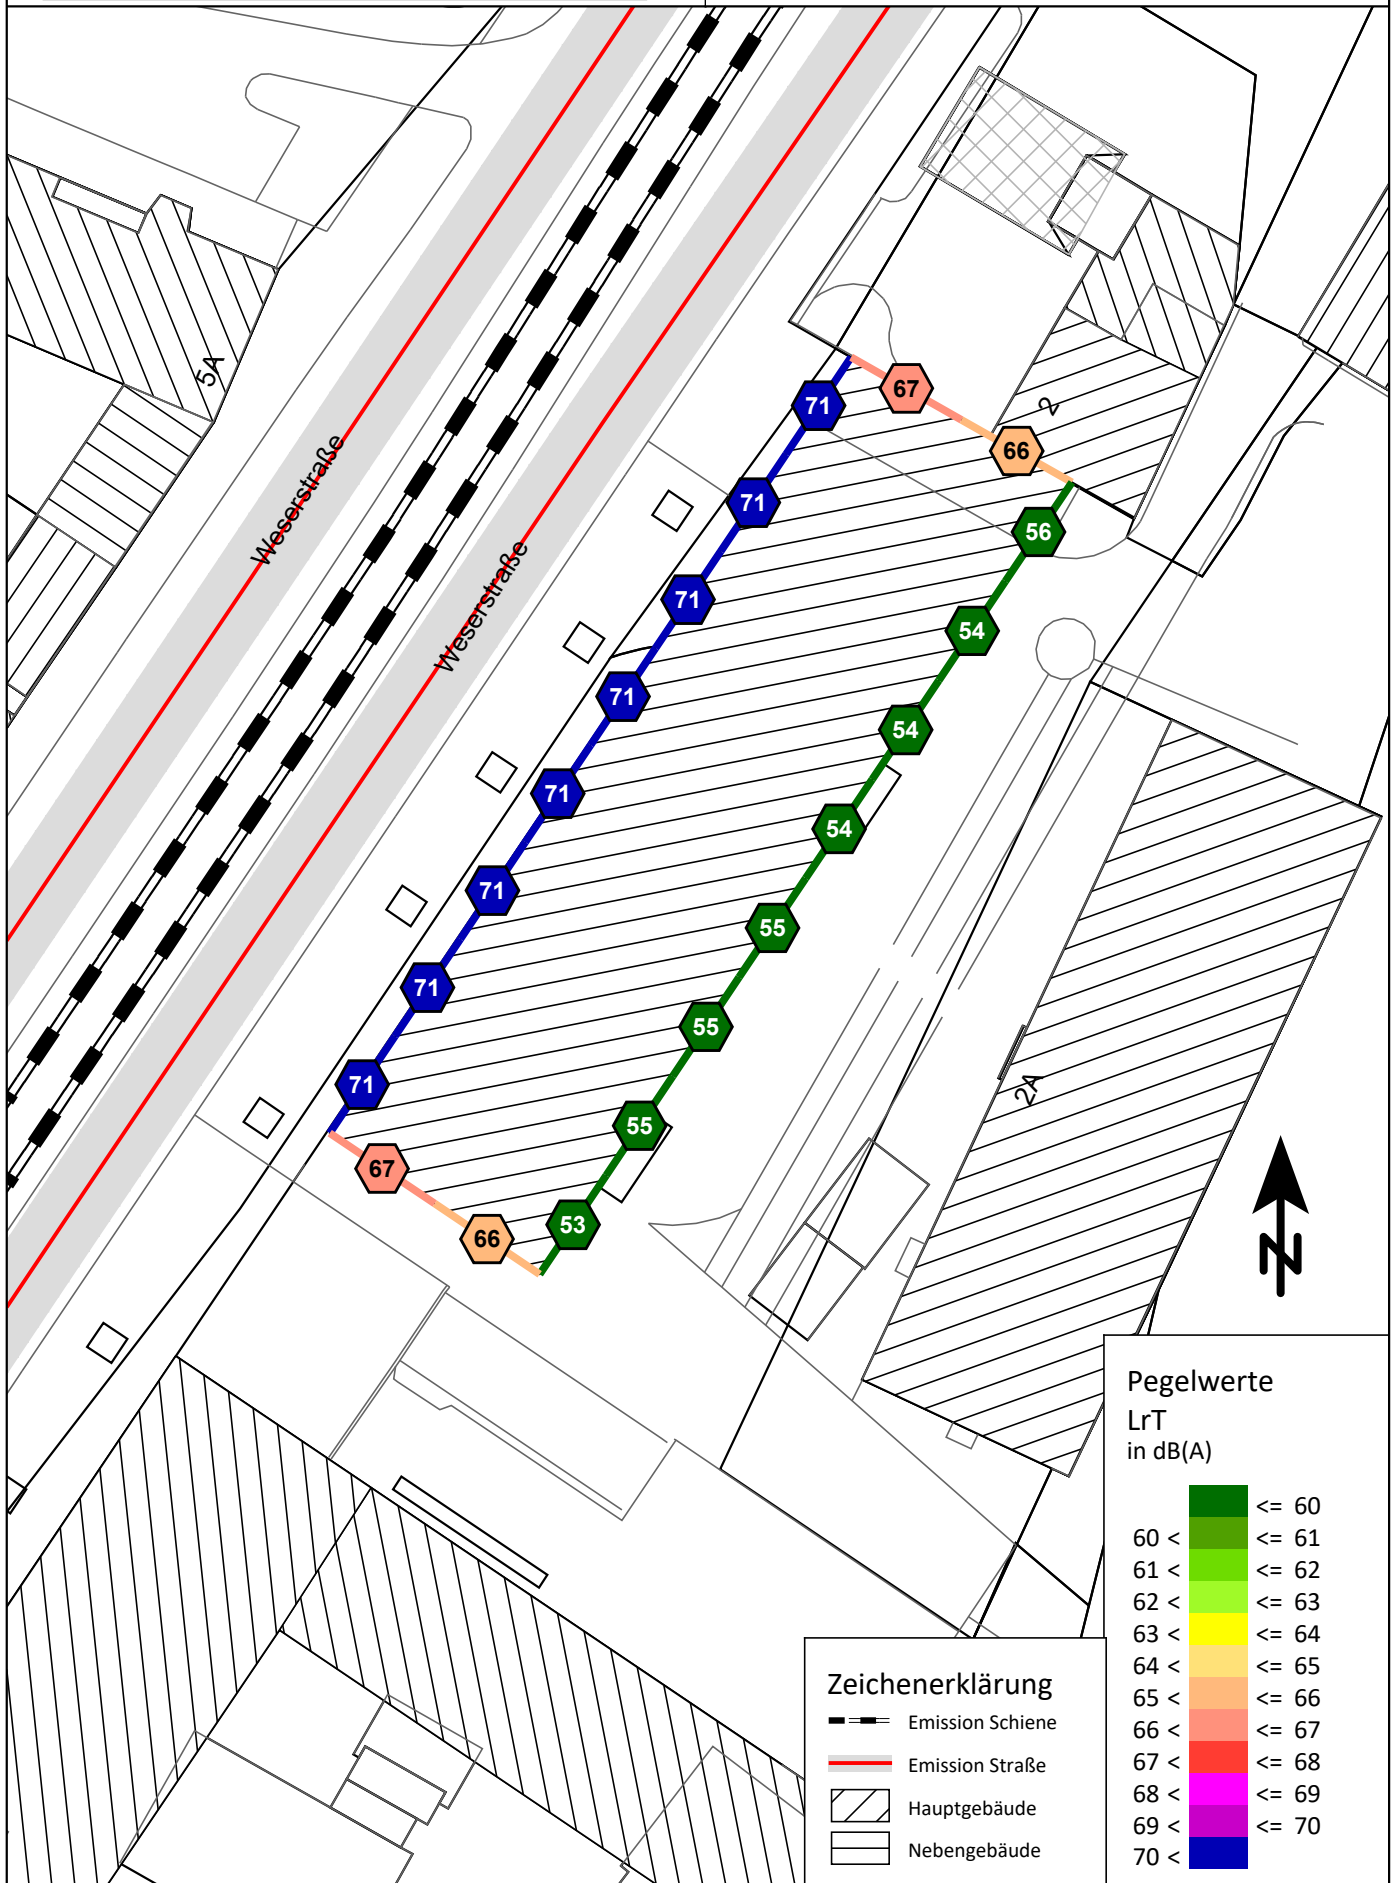 5A
Weserstraße
Weserstraße
2
67
71
66
71
56
71
54
71
54
71
54
71
55
71
55
71
55
67
53
66
2A
N
Pegelwerte
LrT
in dB(A)
<= 60
60 < <= 61
61 < <= 62
62 < <= 63
63 < <= 64
64 < <= 65
65 < <= 66
66 < <= 67
67 < <= 68
68 < <= 69
69 < <= 70
70 <
Zeichenerklärung
Emission Schiene
Emission Straße
Hauptgebäude
Nebengebäude